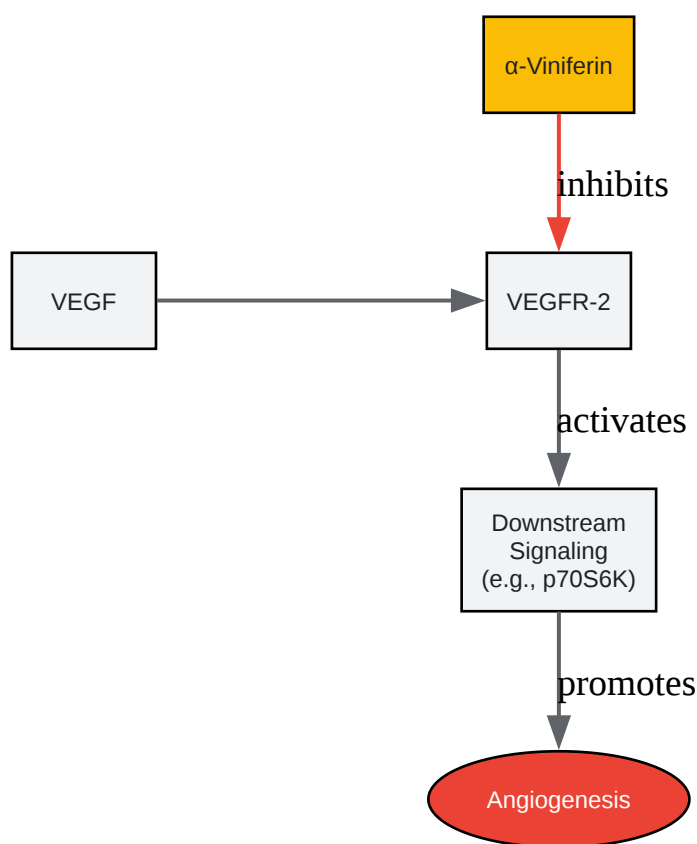 α-Viniferin
inhibits
VEGF
VEGFR-2
activates
Downstream
Signaling
(e.g., p70S6K)
promotes
Angiogenesis